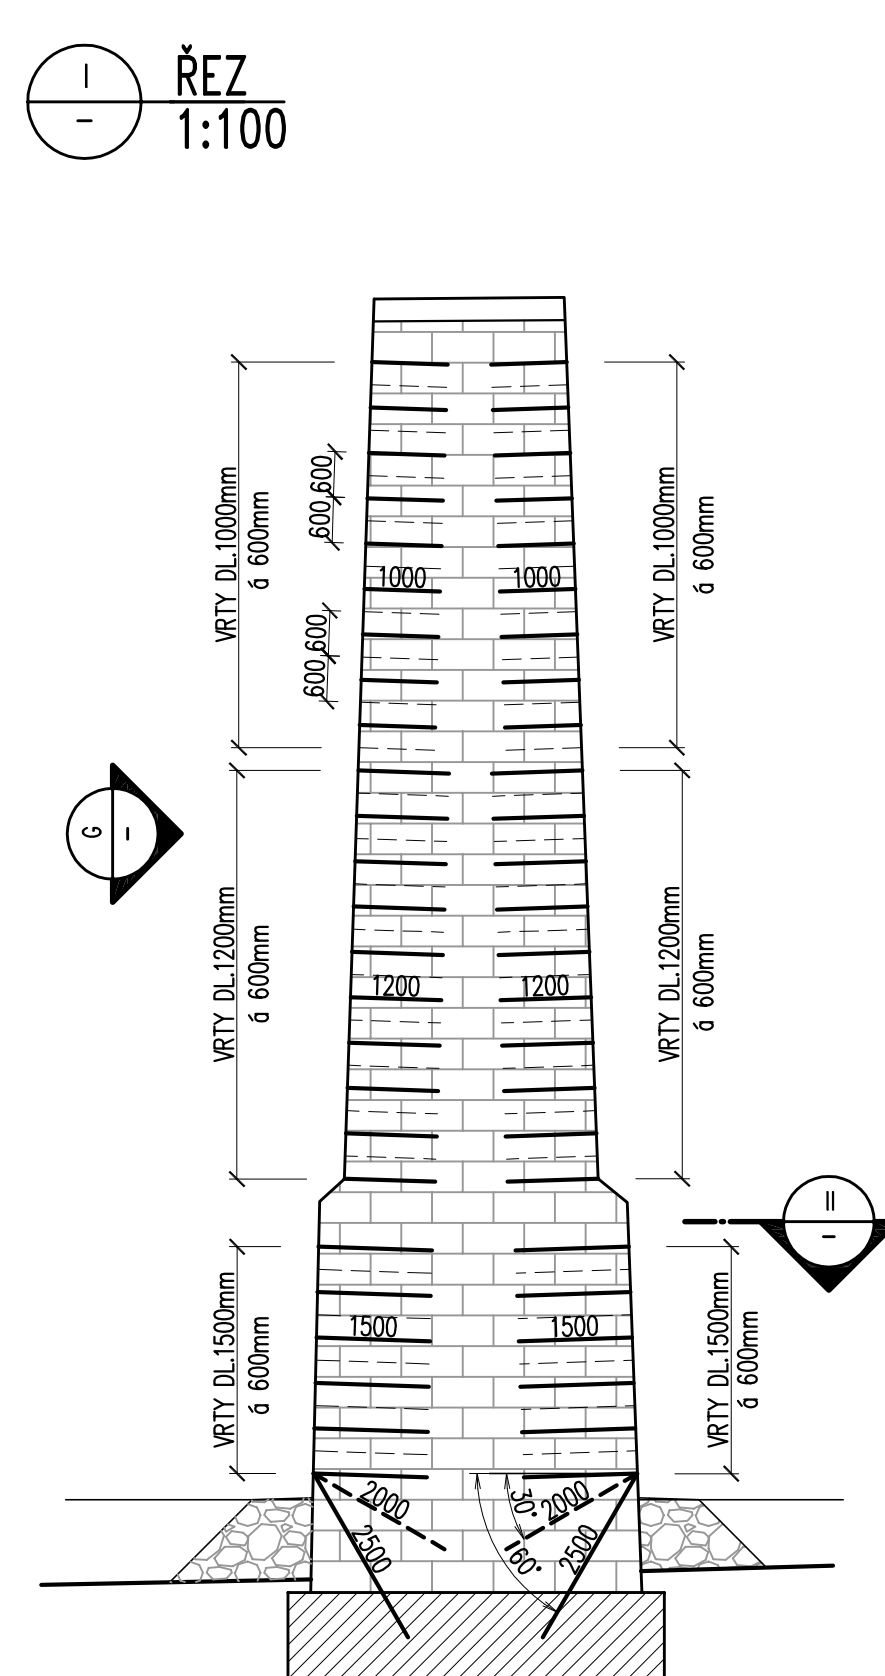 I
ŘEZ
–
1:100
VRTY DL.1000mm
á 600mm
600 600
600 600
1000
1000
VRTY DL.1000mm
á 600mm
G
–
VRTY DL.1200mm
á 600mm
1200
1200
VRTY DL.1200mm
á 600mm
II
–
VRTY DL.1500mm
á 600mm
1500
1500
VRTY DL.1500mm
á 600mm
2000
2500
30°
60°
2000
2500